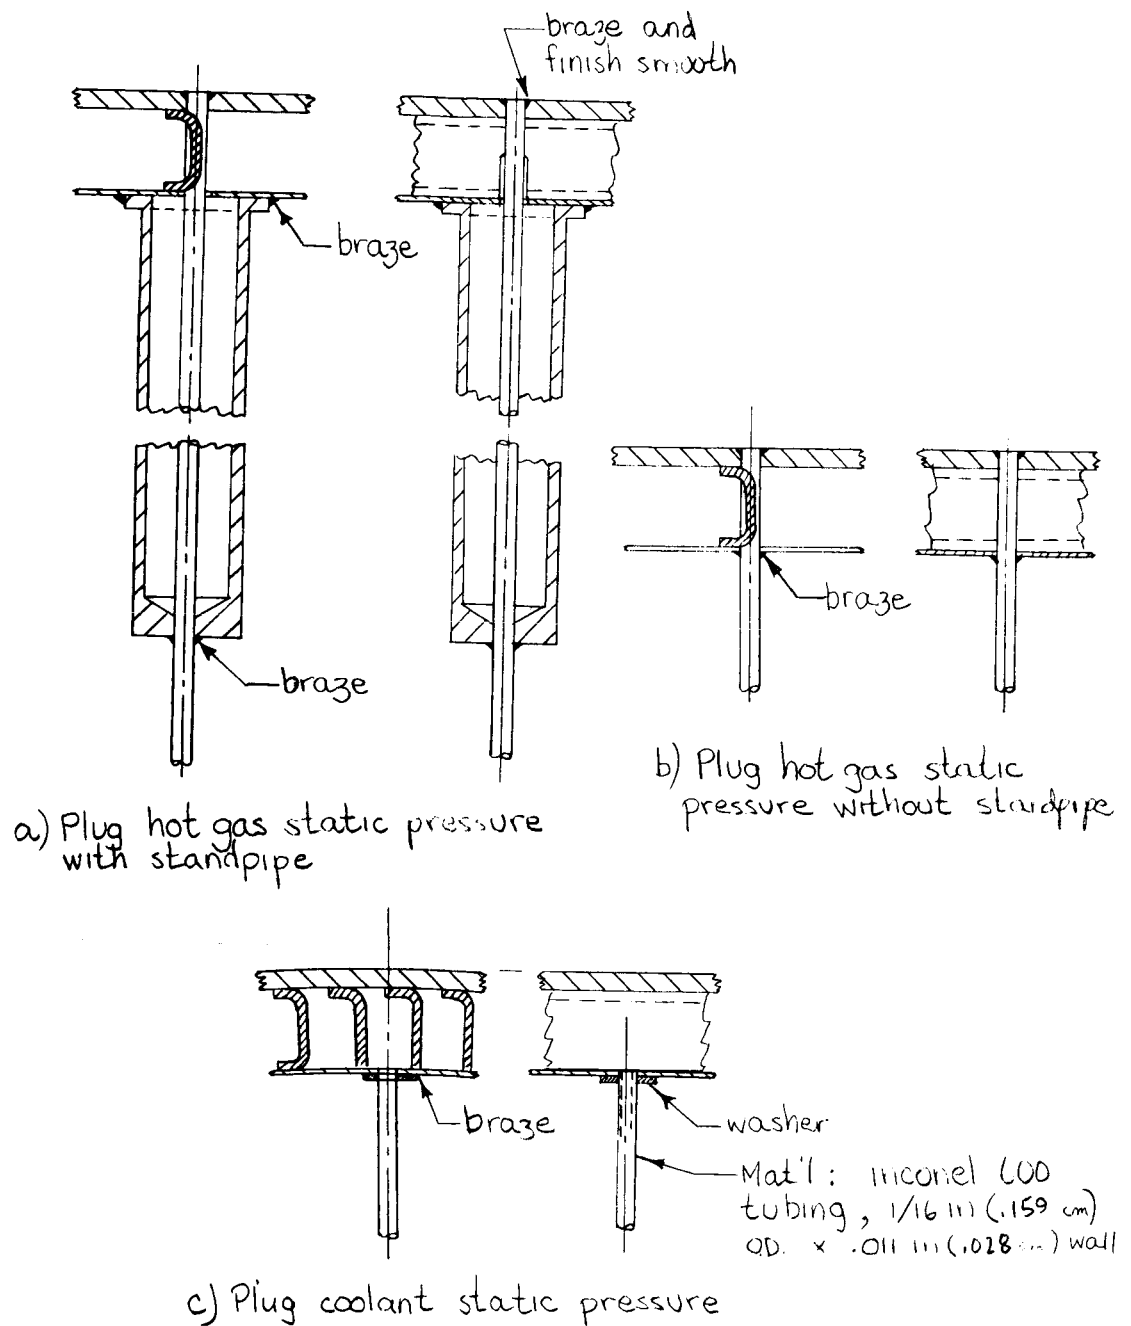 braze and
finish smooth
braze
braze
braze
b) Plug hot gas static
pressure without standpipe
a) Plug hot gas static pressure
with standpipe
braze
washer
Mat'l : inconel 600
tubing, 1/16 in (.159 cm)
O.D. x .011 in (.028 cm) wall
c) Plug coolant static pressure